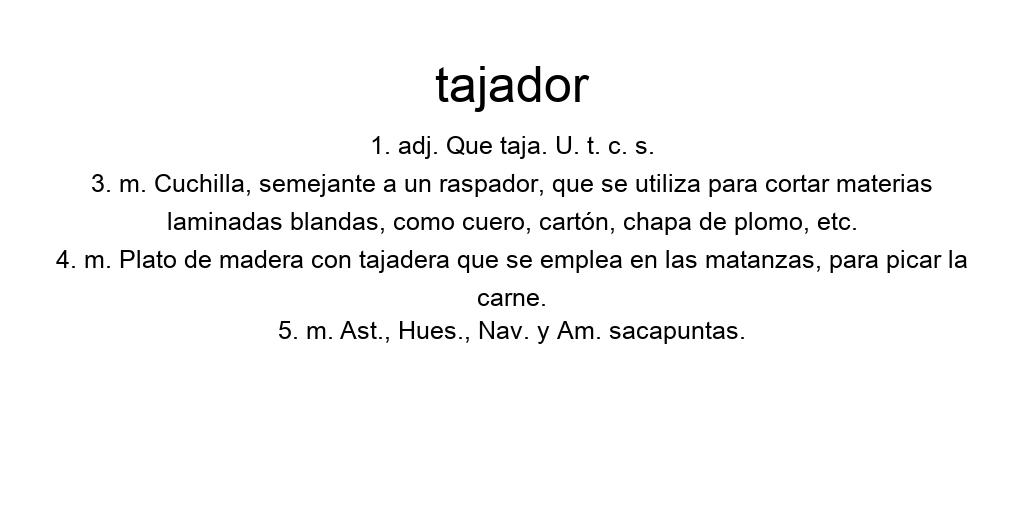 tajador
1. adj. Que taja. U. t. c. s.
3. m. Cuchilla, semejante a un raspador, que se utiliza para cortar materias
laminadas blandas, como cuero, cartón, chapa de plomo, etc.
4. m. Plato de madera con tajadera que se emplea en las matanzas, para picar la
carne.
5. m. Ast., Hues., Nav. y Am. sacapuntas.